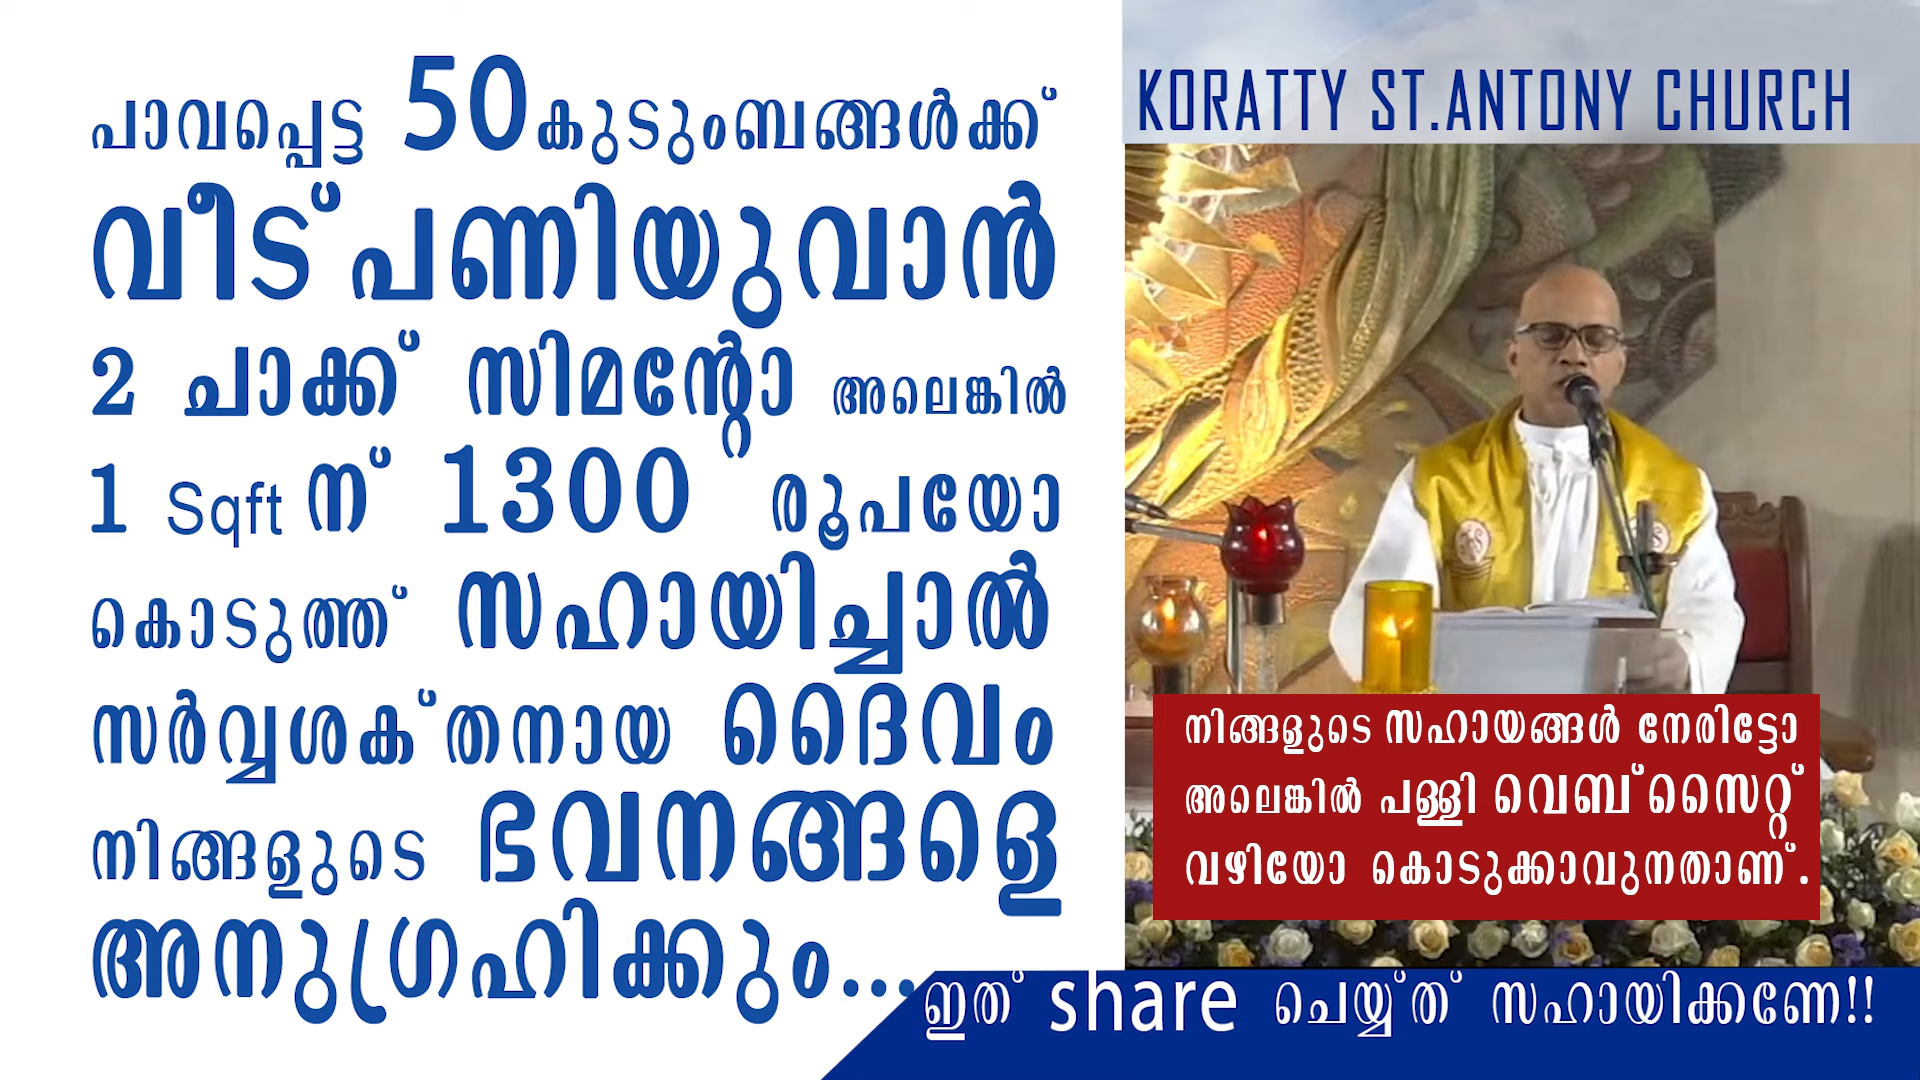 പാവപ്പെട്ട 50 കുടുംബങ്ങൾക്ക്
വീട് പണിയുവാൻ
2 ചാക്ക് സിമന്റോ അലെങ്കിൽ
1 Sqft ന് 1300 രൂപയോ
കൊടുത്ത് സഹായിച്ചാൽ
സർവ്വശക്തനായ ദൈവം
നിങ്ങളുടെ ഭവനങ്ങളെ
അനുഗ്രഹിക്കും...
KORATTY ST.ANTONY CHURCH
നിങ്ങളുടെ സഹായങ്ങൾ നേരിട്ടോ
അലെങ്കിൽ പള്ളി വെബ്സൈറ്റ്
വഴിയോ കൊടുക്കാവുനതാണ്.
ഇത് share ചെയ്യ്ത് സഹായിക്കണേ!!